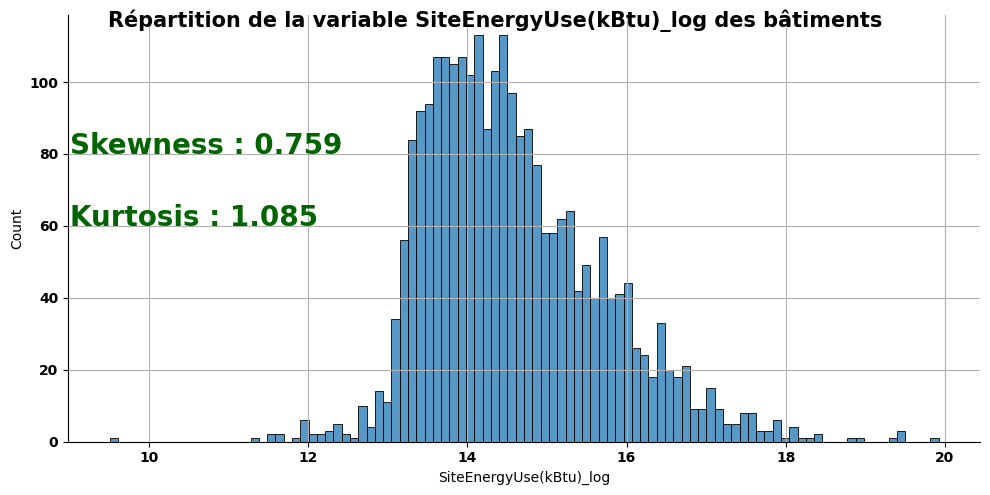 Répartition de la variable SiteEnergyUse(kBtu)_log des bâtiments
100
Skewness : 0.759
80
Kurtosis : 1.085
60
Count
40
20
0
10 12 14 16 18 20
SiteEnergyUse(kBtu)_log